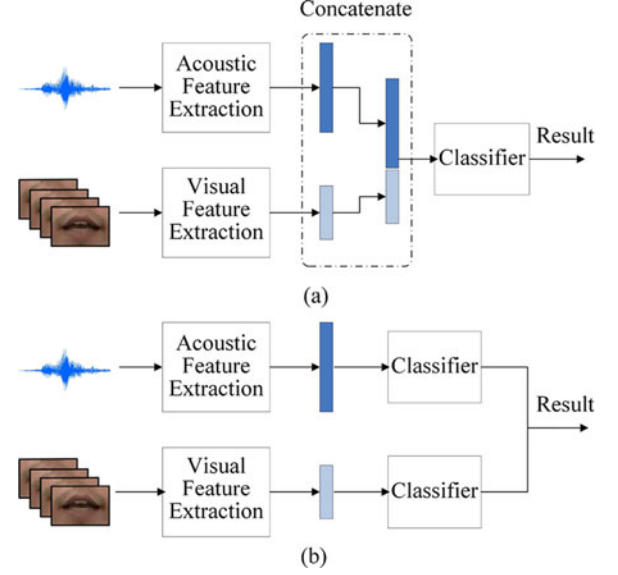 Concatenate
Acoustic
Feature
Extraction
Visual
Feature
Extraction
Classifier
Result
(a)
Acoustic
Feature
Extraction
Classifier
Result
Visual
Feature
Extraction
Classifier
(b)